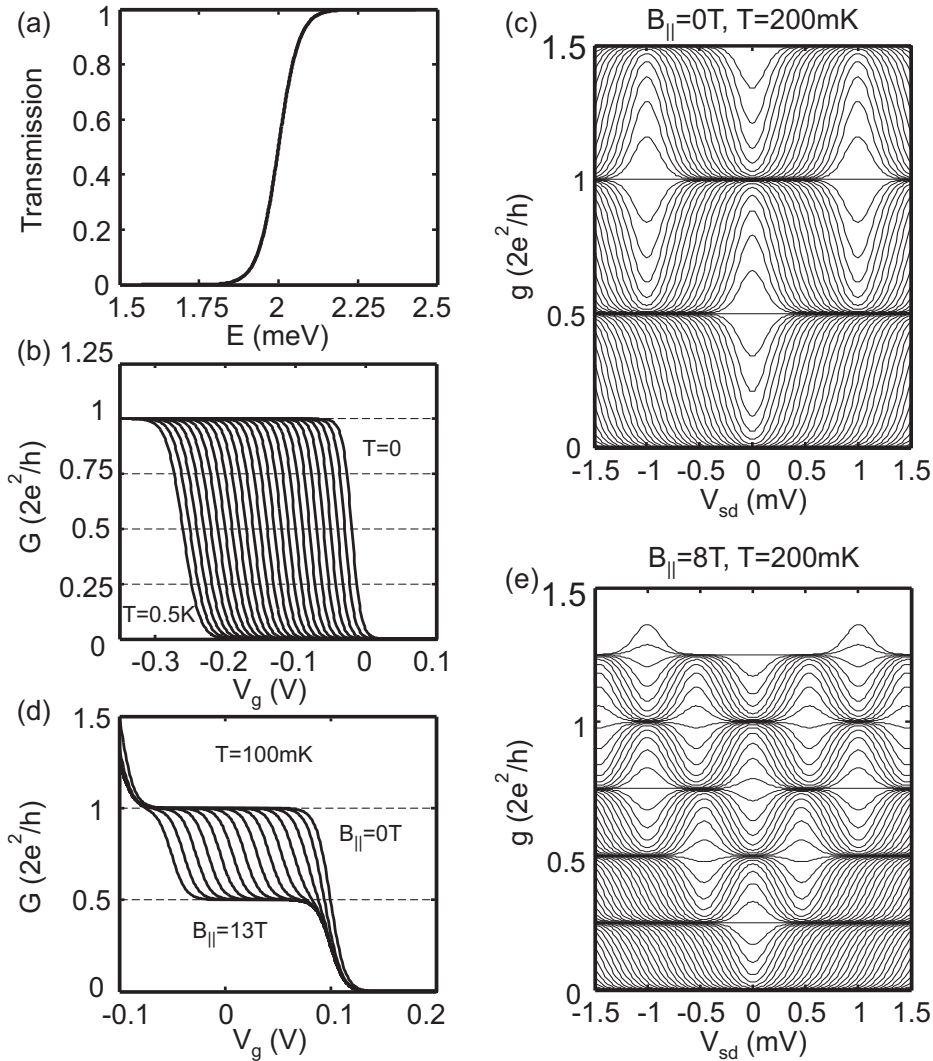 (a)
1
0.8
0.6
0.4
0.2
0
Transmission
1.5 1.75 2 2.25 2.5
E (meV)
(b)
1.25
1
0.75
0.5
0.25
0
G (2e²/h)
T=0
T=0.5K
-0.3 -0.2 -0.1 0 0.1
V_g (V)
(d)
1.5
1
0.5
0
G (2e²/h)
T=100mK
B_||=0T
B_||=13T
-0.1 0 0.1 0.2
V_g (V)
(c)
B_||=0T, T=200mK
1.5
1
0.5
0
g (2e²/h)
-1.5 -1 -0.5 0 0.5 1 1.5
V_sd (mV)
(e)
B_||=8T, T=200mK
1.5
1
0.5
0
g (2e²/h)
-1.5 -1 -0.5 0 0.5 1 1.5
V_sd (mV)